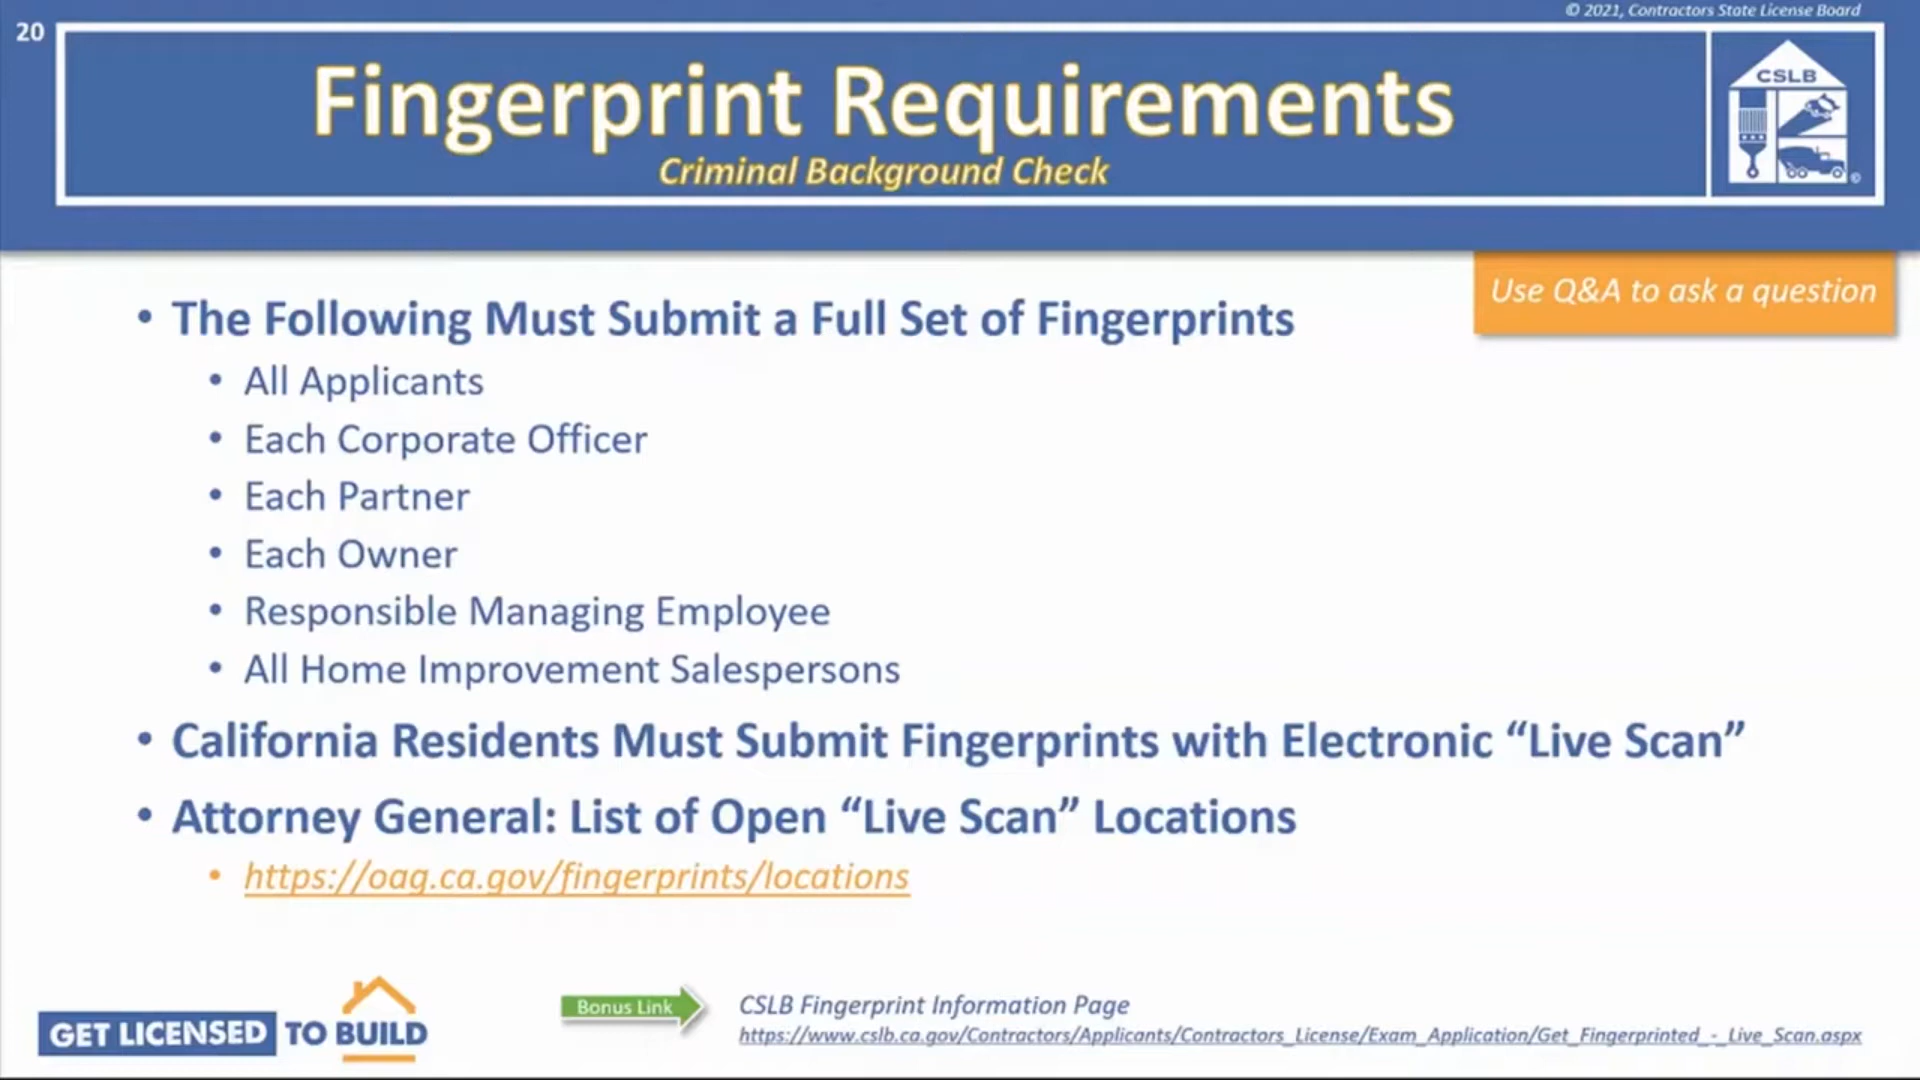 © 2021, Contractors State License Board
20
Fingerprint Requirements
CSLB
Criminal Background Check
©
Use Q&A to ask a question
• The Following Must Submit a Full Set of Fingerprints
• All Applicants
• Each Corporate Officer
• Each Partner
• Each Owner
• Responsible Managing Employee
• All Home Improvement Salespersons
• California Residents Must Submit Fingerprints with Electronic “Live Scan”
• Attorney General: List of Open “Live Scan” Locations
• https://oag.ca.gov/fingerprints/locations
GET LICENSED TO BUILD
Bonus Link
CSLB Fingerprint Information Page
https://www.cslb.ca.gov/Contractors/Applicants/Contractors_License/Exam_Application/Get_Fingerprinted_-_Live_Scan.aspx